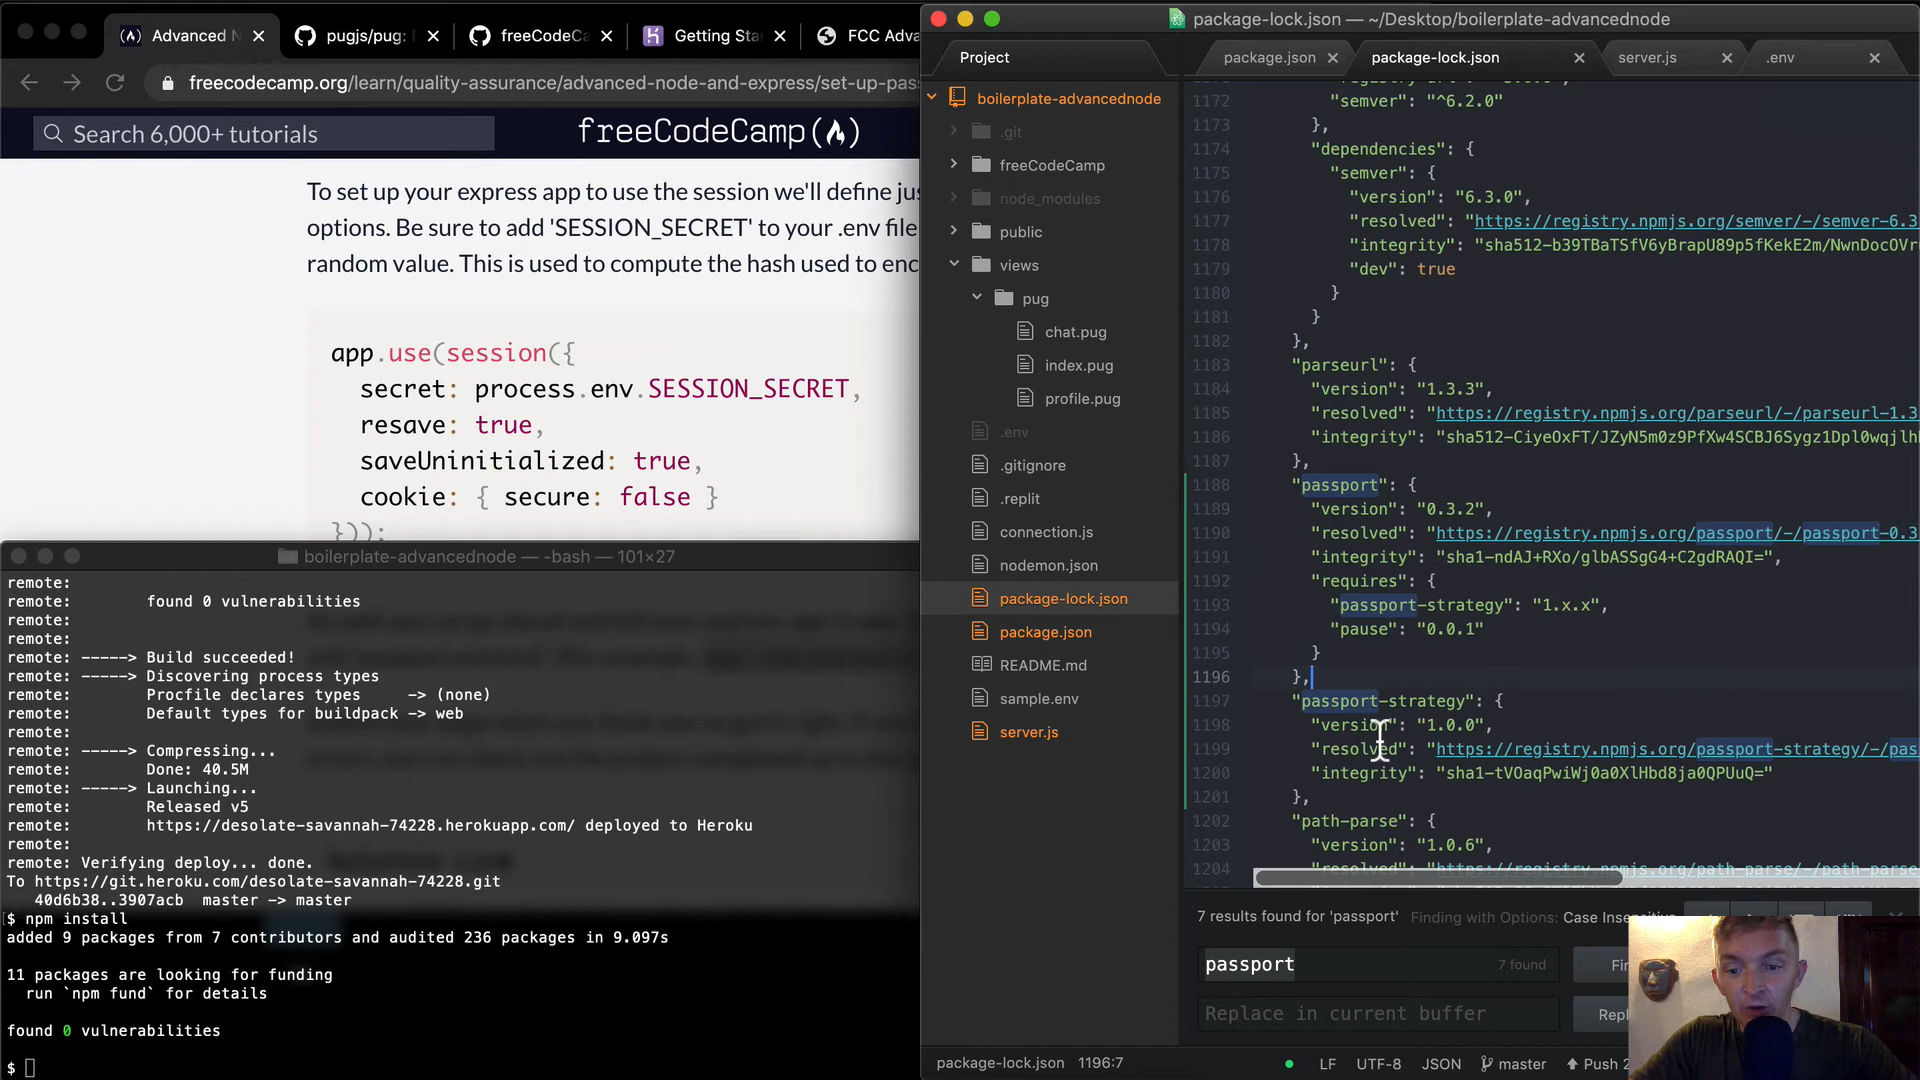 Advanced N
pugjs/pug:
freeCodeCa
Getting Sta
FCC Adva
freecodecamp.org/learn/quality-assurance/advanced-node-and-express/set-up-pas
Search 6,000+ tutorials
freeCodeCamp
To set up your express app to use the session we'll define jus
options. Be sure to add 'SESSION_SECRET' to your .env file
random value. This is used to compute the hash used to enc
app.use(session({
secret: process.env.SESSION_SECRET,
resave: true,
saveUninitialized: true,
cookie: { secure: false }
}));
boilerplate-advancednode — -bash — 101×27
remote:
remote: found 0 vulnerabilities
remote:
remote:
remote: -----> Build succeeded!
remote: -----> Discovering process types
remote: Procfile declares types -> (none)
remote: Default types for buildpack -> web
remote:
remote: -----> Compressing...
remote: Done: 40.5M
remote: -----> Launching...
remote: Released v5
remote: https://desolate-savannah-74228.herokuapp.com/ deployed to Heroku
remote:
remote: Verifying deploy... done.
To https://git.heroku.com/desolate-savannah-74228.git
40d6b38..3907acb master -> master
$ npm install
added 9 packages from 7 contributors and audited 236 packages in 9.097s
11 packages are looking for funding
run `npm fund` for details
found 0 vulnerabilities
$
package-lock.json — ~/Desktop/boilerplate-advancednode
Project
package.json
package-lock.json
server.js
.env
boilerplate-advancednode
.git
freeCodeCamp
node_modules
public
views
pug
chat.pug
index.pug
profile.pug
.env
.gitignore
.replit
connection.js
nodemon.json
package-lock.json
package.json
README.md
sample.env
server.js
1172 "semver": "^6.2.0"
1173 },
1174 "dependencies": {
1175 "semver": {
1176 "version": "6.3.0",
1177 "resolved": "https://registry.npmjs.org/semver/-/semver-6.3
1178 "integrity": "sha512-b39TBaTSfV6yBrapU89p5fKekE2m/NwnDocOVr
1179 "dev": true
1180 }
1181 }
1182 },
1183 "parseurl": {
1184 "version": "1.3.3",
1185 "resolved": "https://registry.npmjs.org/parseurl/-/parseurl-1.3
1186 "integrity": "sha512-CiyeOxFT/JZyN5m0z9PfXw4SCBJ6Sygz1Dpl0wqjlh
1187 },
1188 "passport": {
1189 "version": "0.3.2",
1190 "resolved": "https://registry.npmjs.org/passport/-/passport-0.3
1191 "integrity": "sha1-ndAJ+RXo/glbASSgG4+C2gdRAQI=",
1192 "requires": {
1193 "passport-strategy": "1.x.x",
1194 "pause": "0.0.1"
1195 }
1196 },
1197 "passport-strategy": {
1198 "version": "1.0.0",
1199 "resolved": "https://registry.npmjs.org/passport-strategy/-/pas
1200 "integrity": "sha1-tVOaqPwiWj0a0XlHbd8ja0QPUuQ="
1201 },
1202 "path-parse": {
1203 "version": "1.0.6",
1204 "resolved": "https://registry.npmjs.org/path-parse/-/path-parse
7 results found for 'passport' Finding with Options: Case Insensitive
passport 7 found Fin
Replace in current buffer Repl
package-lock.json 1196:7 LF UTF-8 JSON master Push 2